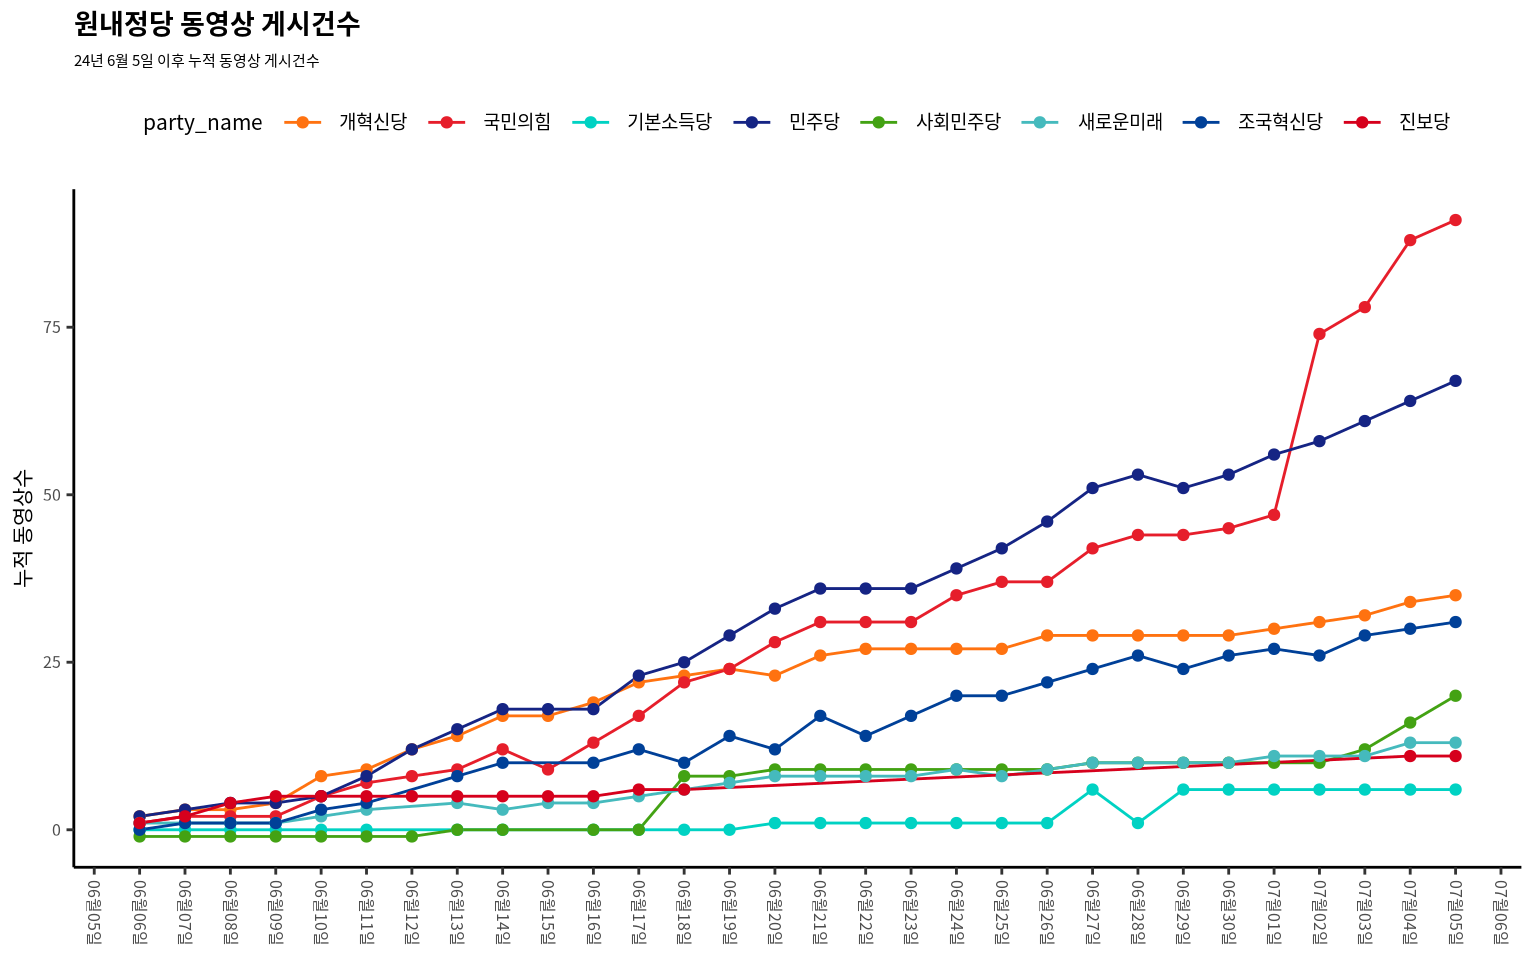 원내정당 동영상 게시건수
24년 6월 5일 이후 누적 동영상 게시건수
party_name 개혁신당 국민의힘 기본소득당 민주당 사회민주당 새로운미래 조국혁신당 진보당
누적 동영상수
75
50
25
0
06월05일
06월06일
06월07일
06월08일
06월09일
06월10일
06월11일
06월12일
06월13일
06월14일
06월15일
06월16일
06월17일
06월18일
06월19일
06월20일
06월21일
06월22일
06월23일
06월24일
06월25일
06월26일
06월27일
06월28일
06월29일
06월30일
07월01일
07월02일
07월03일
07월04일
07월05일
07월06일